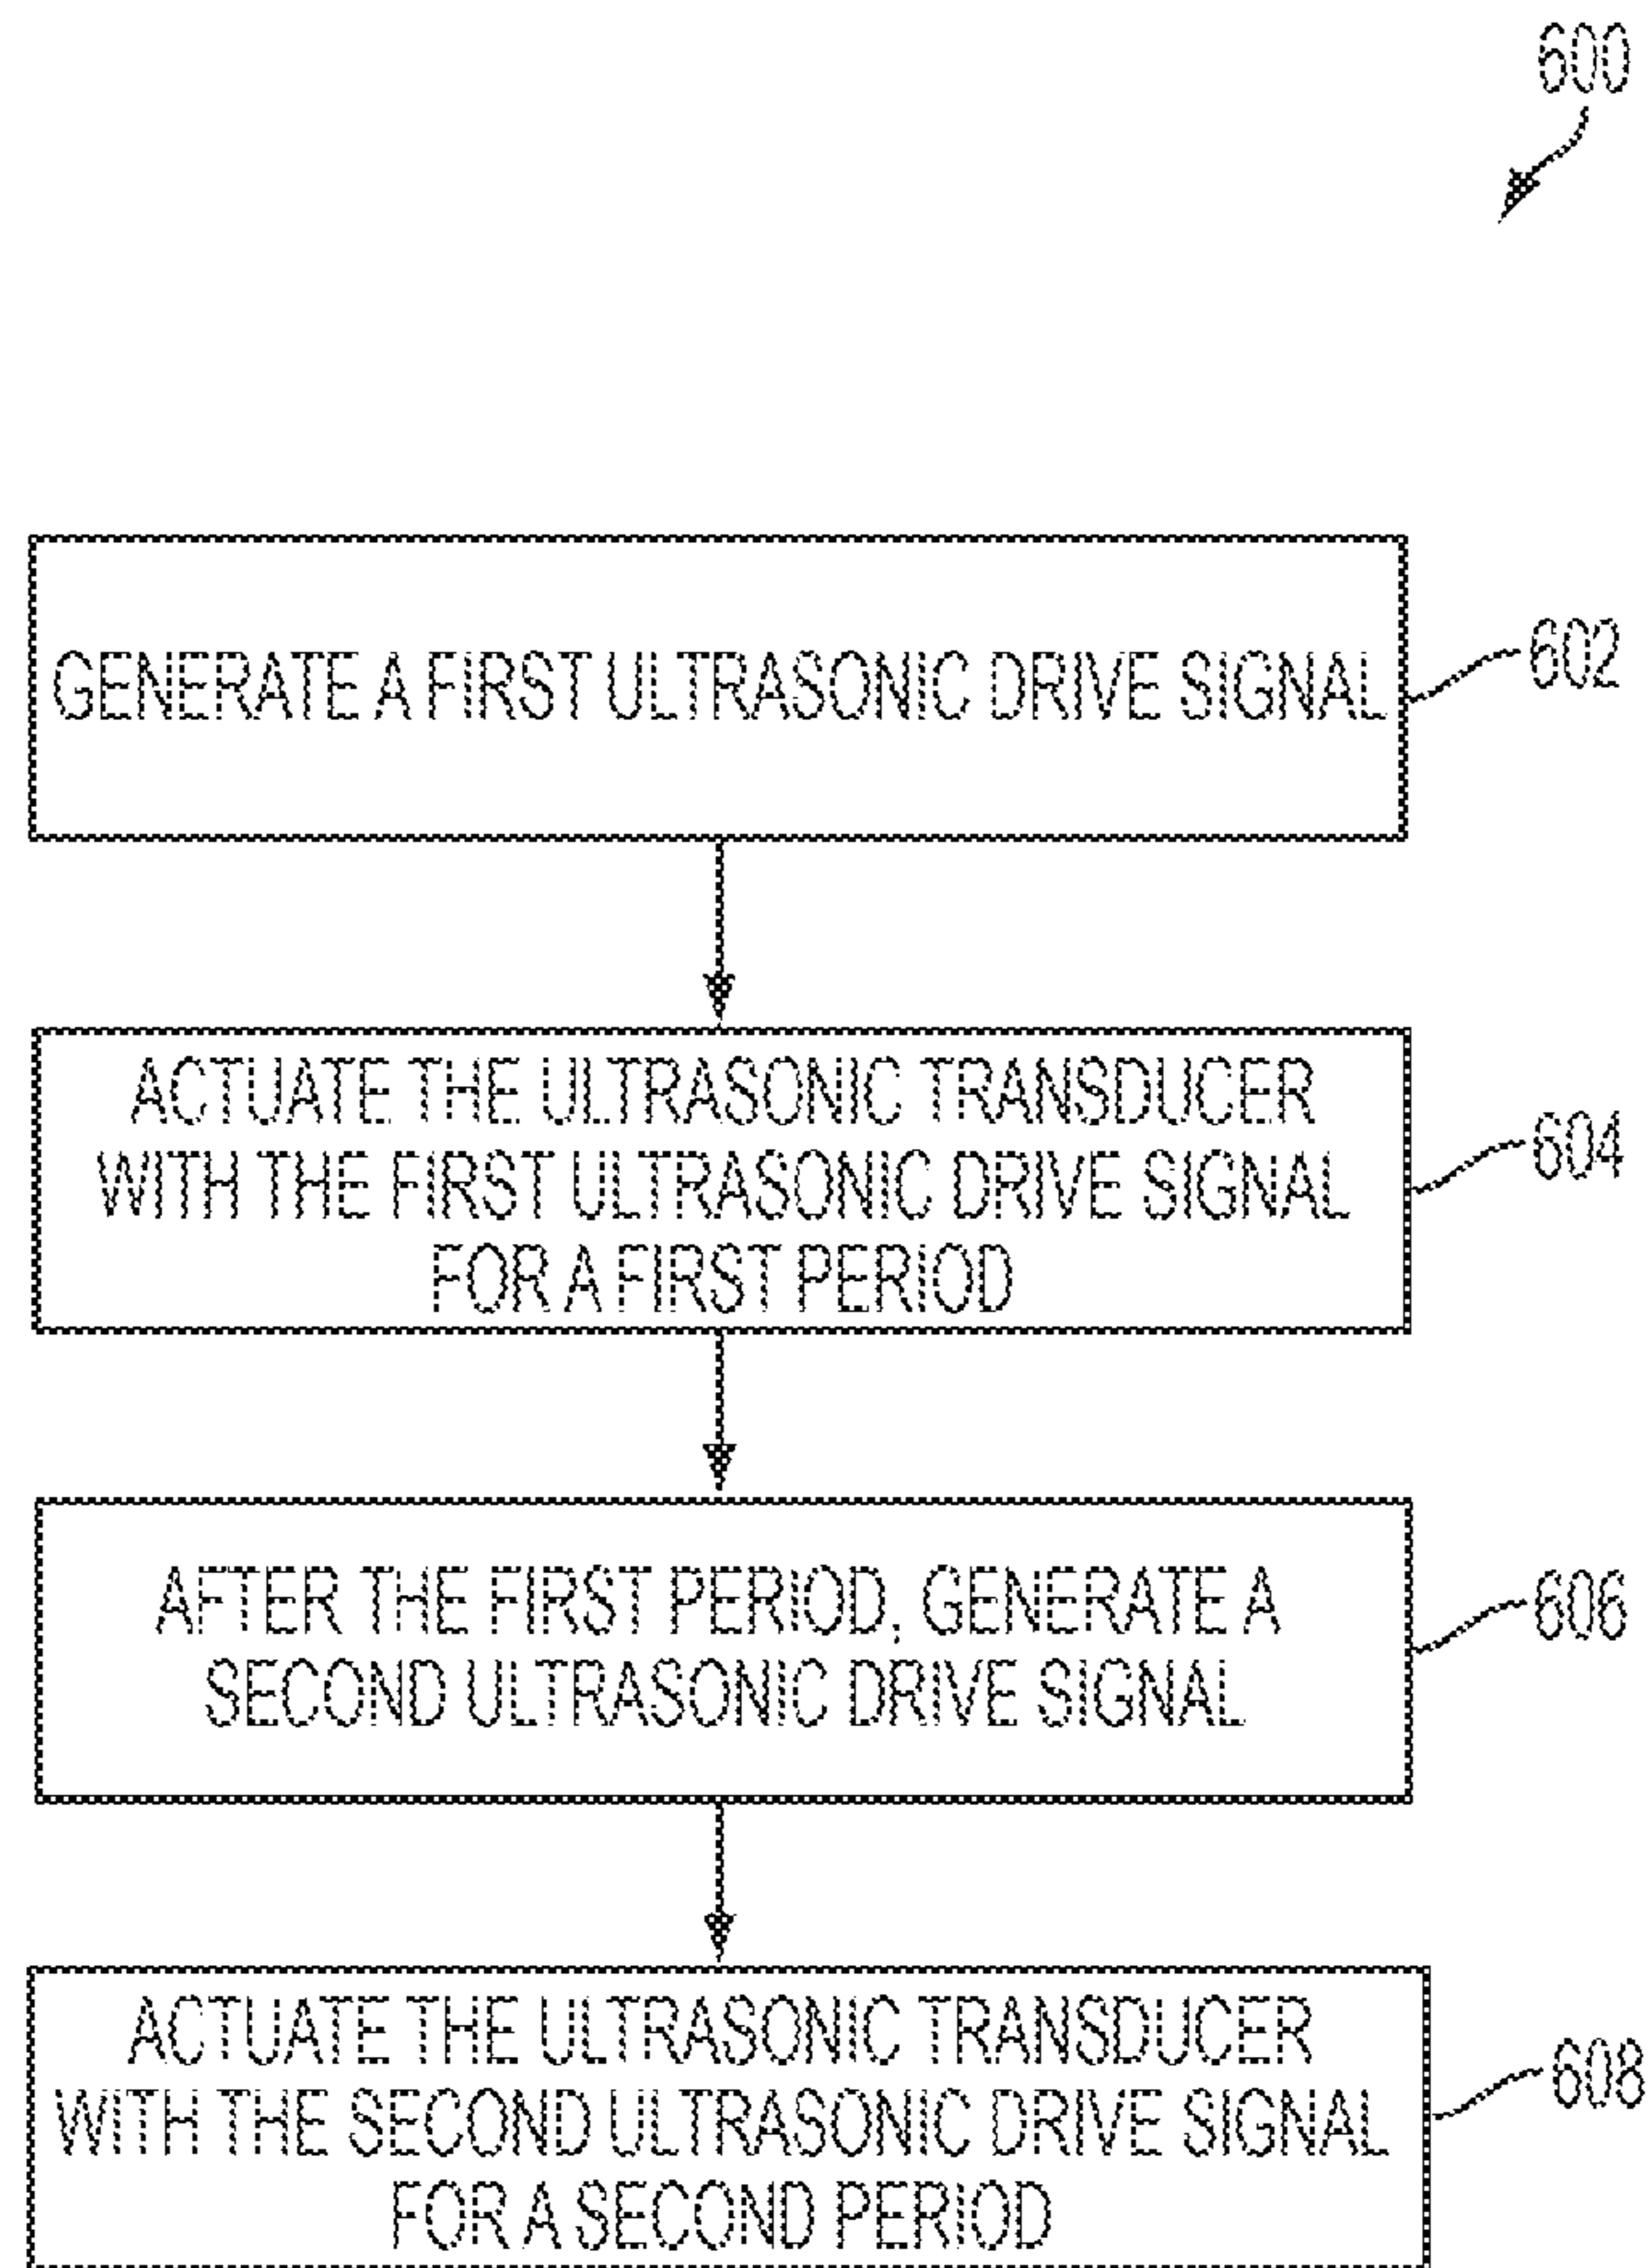 600
GENERATE A FIRST ULTRASONIC DRIVE SIGNAL
602
ACTUATE THE ULTRASONIC TRANSDUCER
WITH THE FIRST ULTRASONIC DRIVE SIGNAL
FOR A FIRST PERIOD
604
AFTER THE FIRST PERIOD, GENERATE A
SECOND ULTRASONIC DRIVE SIGNAL
606
ACTUATE THE ULTRASONIC TRANSDUCER
WITH THE SECOND ULTRASONIC DRIVE SIGNAL
FOR A SECOND PERIOD
608